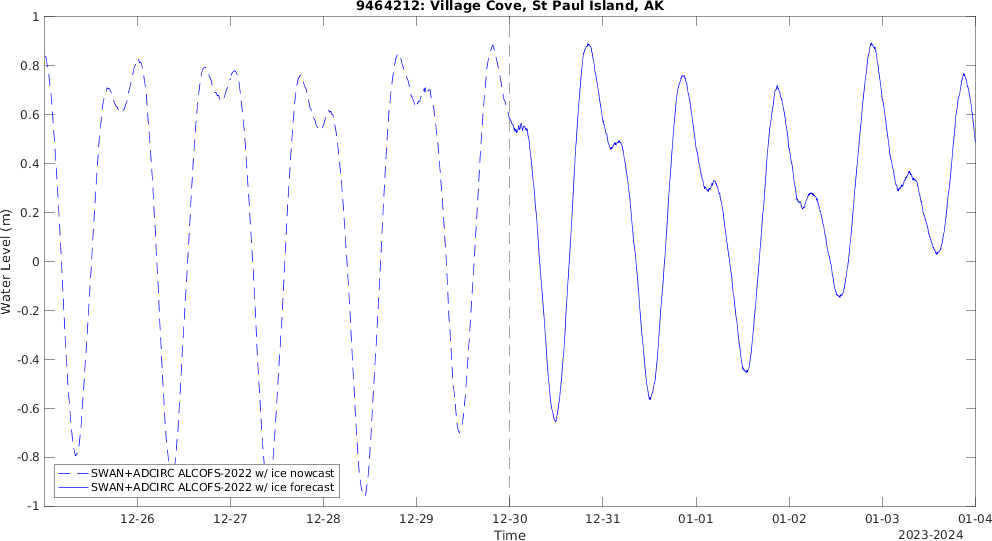 9464212: Village Cove, St Paul Island, AK
1
0.8
0.6
0.4
0.2
0
-0.2
-0.4
-0.6
-0.8
-1
Water Level (m)
SWAN+ADCIRC ALCOFS-2022 w/ ice nowcast
SWAN+ADCIRC ALCOFS-2022 w/ ice forecast
12-26 12-27 12-28 12-29 12-30 12-31 01-01 01-02 01-03 01-04
Time
2023-2024